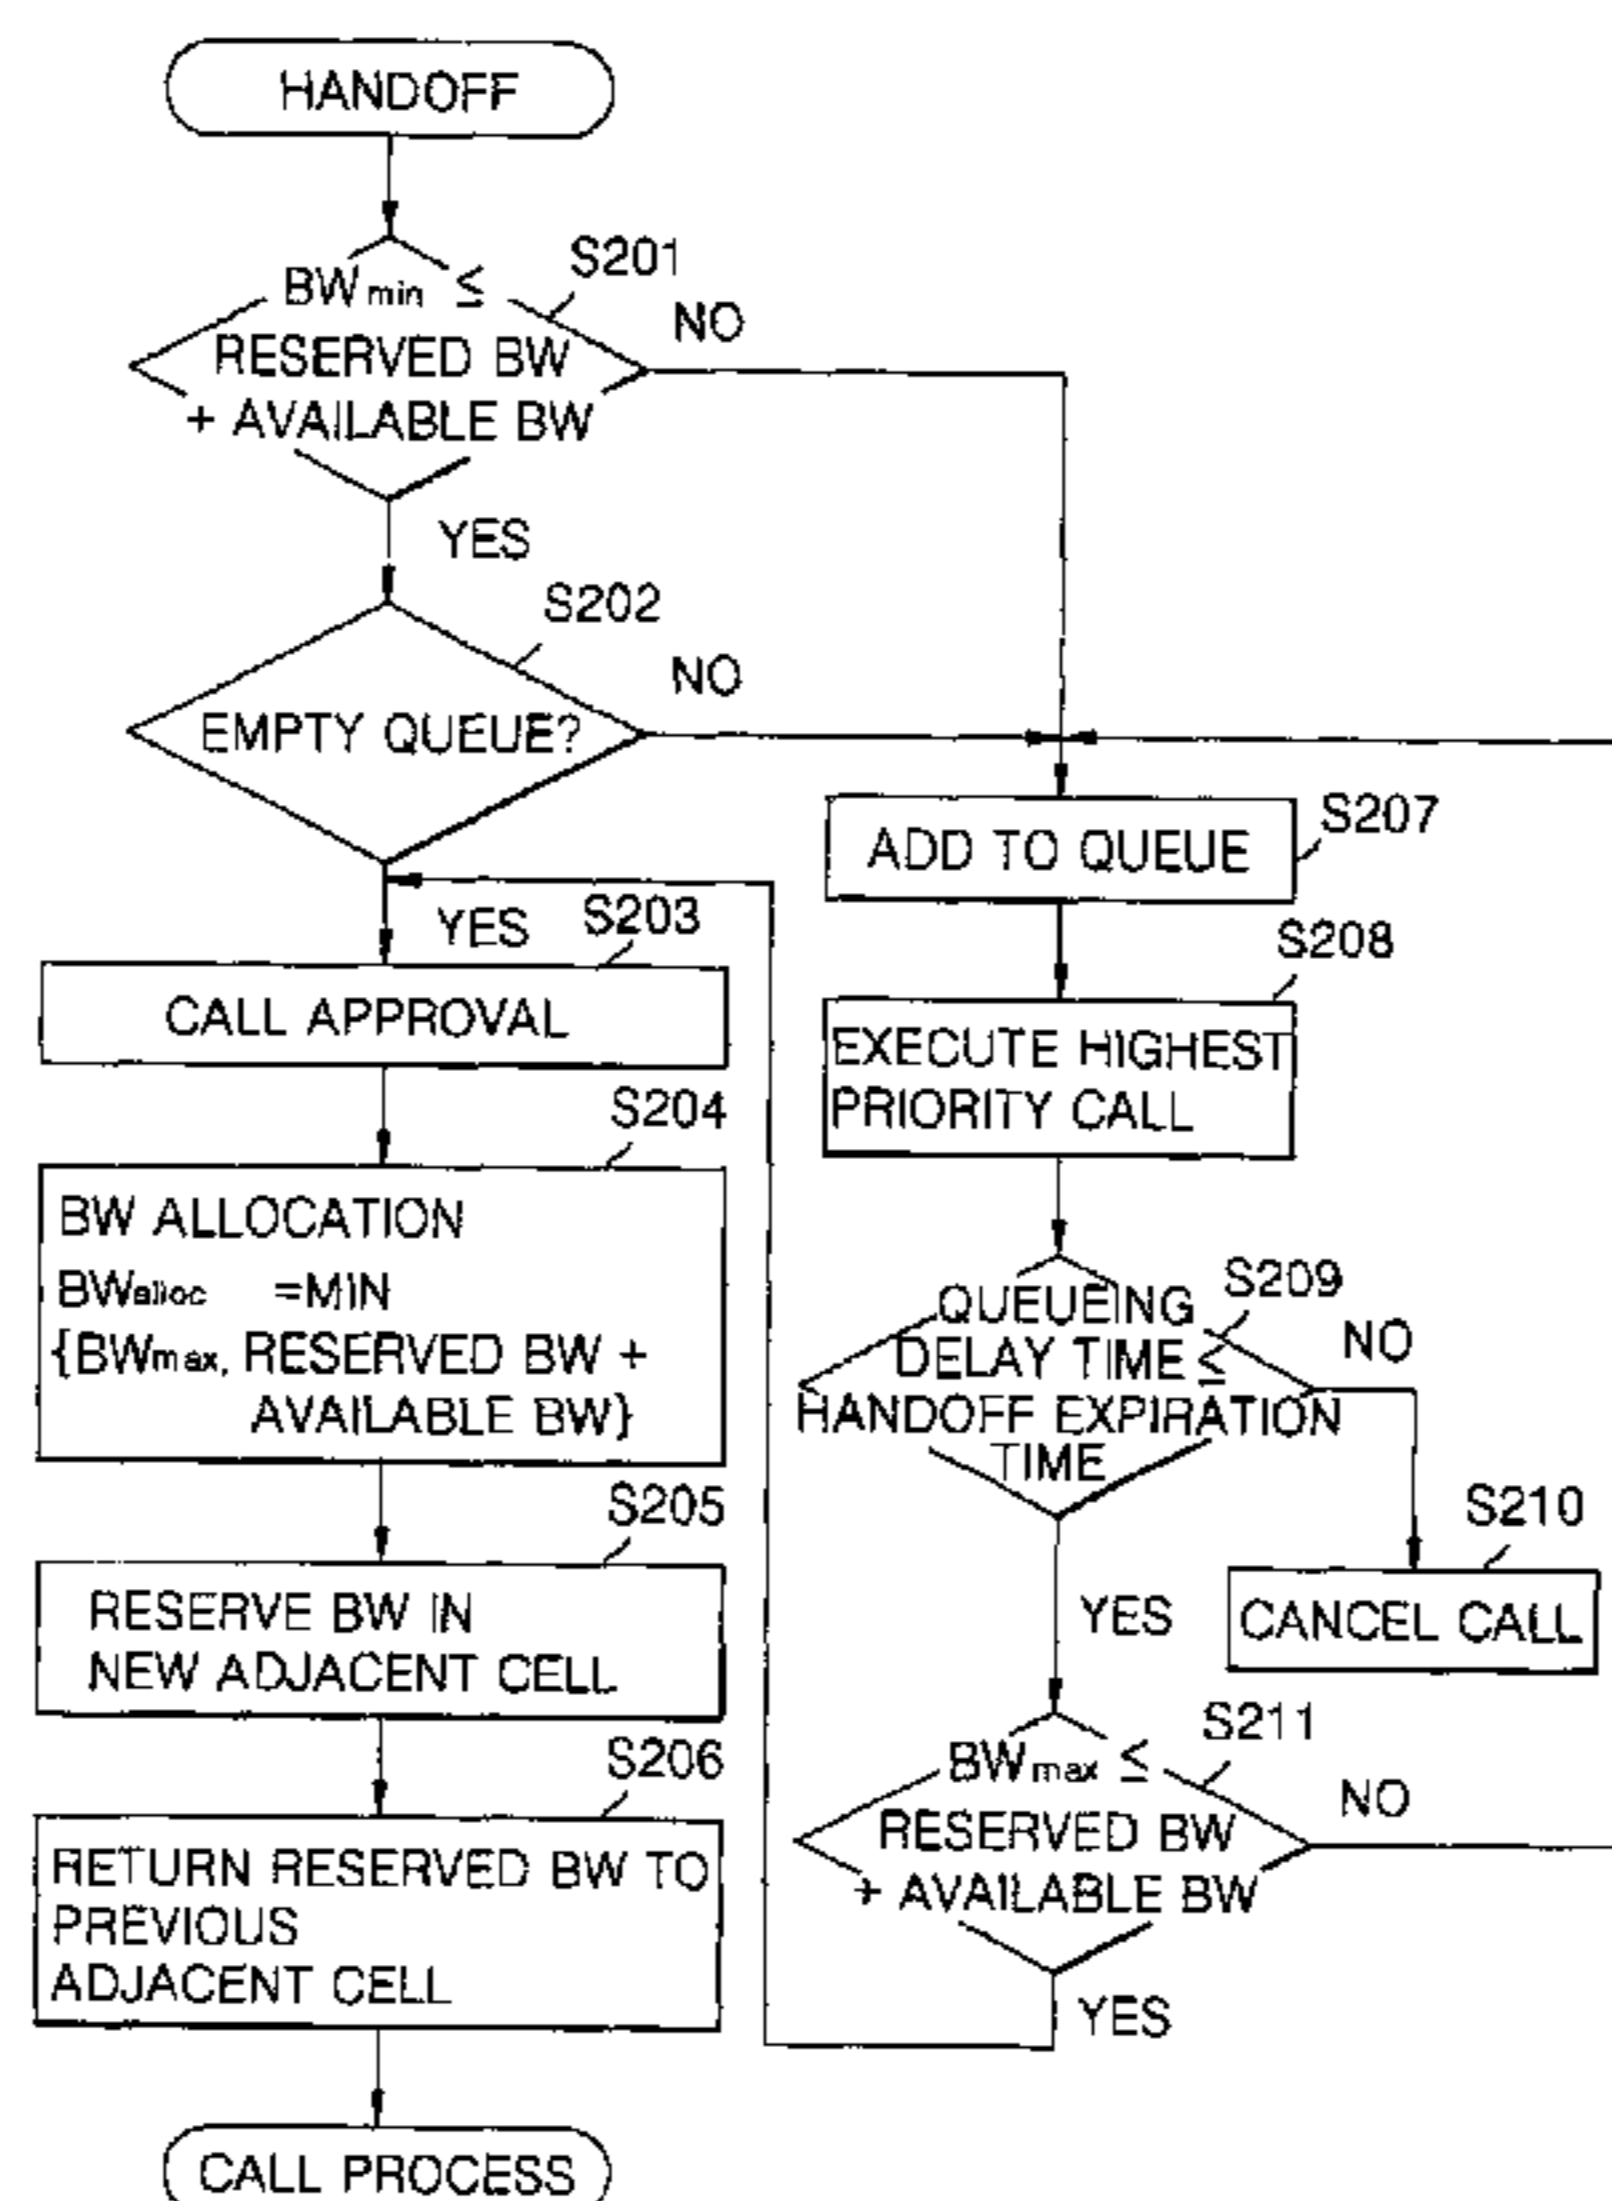 HANDOFF
S201
BWmin ≤
RESERVED BW
+ AVAILABLE BW
NO
YES
S202
EMPTY QUEUE?
NO
YES
S203
CALL APPROVAL
S204
BW ALLOCATION
BWalloc =MIN
{BWmax, RESERVED BW +
AVAILABLE BW}
S205
RESERVE BW IN
NEW ADJACENT CELL
S206
RETURN RESERVED BW TO
PREVIOUS
ADJACENT CELL
CALL PROCESS
S207
ADD TO QUEUE
S208
EXECUTE HIGHEST
PRIORITY CALL
S209
QUEUEING
DELAY TIME ≤
HANDOFF EXPIRATION
TIME
NO
S210
CANCEL CALL
YES
S211
BWmax ≤
RESERVED BW
+ AVAILABLE BW
NO
YES